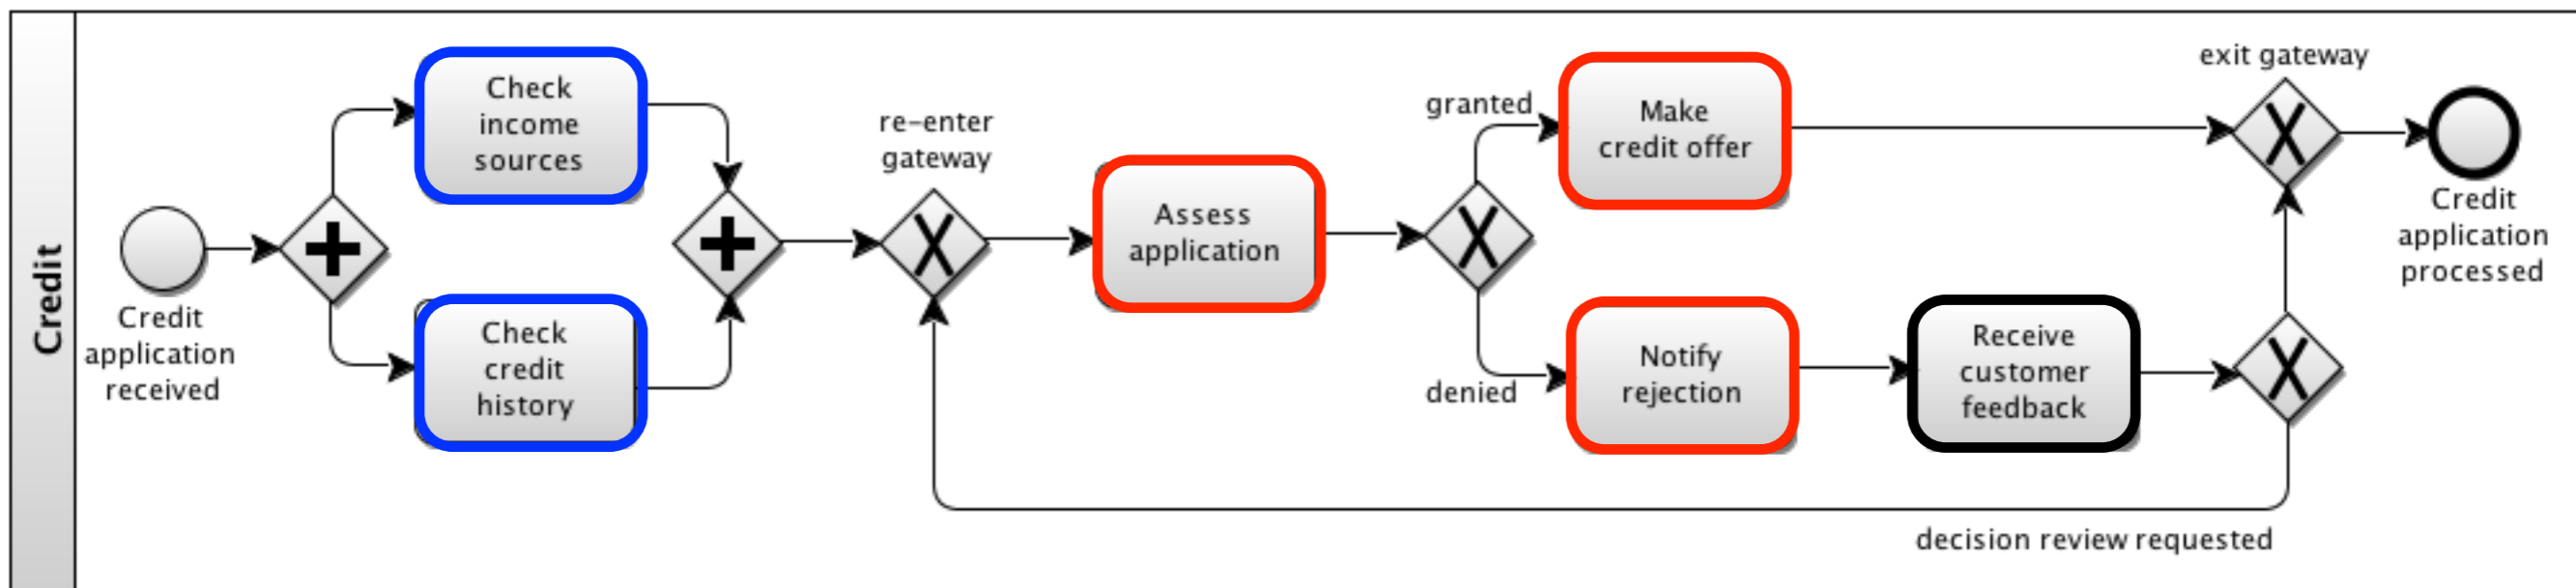 Credit
Credit
application
received
Check
income
sources
Check
credit
history
re-enter
gateway
Assess
application
granted
denied
Make
credit offer
Notify
rejection
Receive
customer
feedback
decision review requested
exit gateway
Credit
application
processed